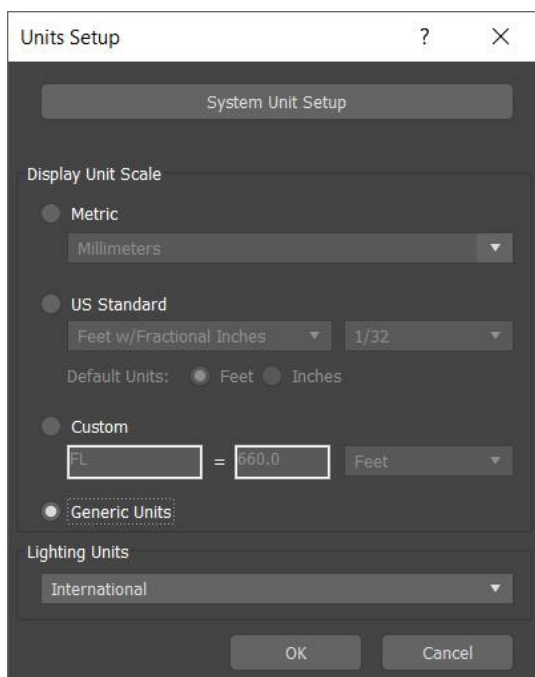 Units Setup ?
System Unit Setup
Display Unit Scale
Metric
Millimeters
US Standard
Feet w/Fractional Inches 1/32
Default Units: Feet Inches
Custom
FL = 660.0 Feet
Generic Units
Lighting Units
International
OK Cancel